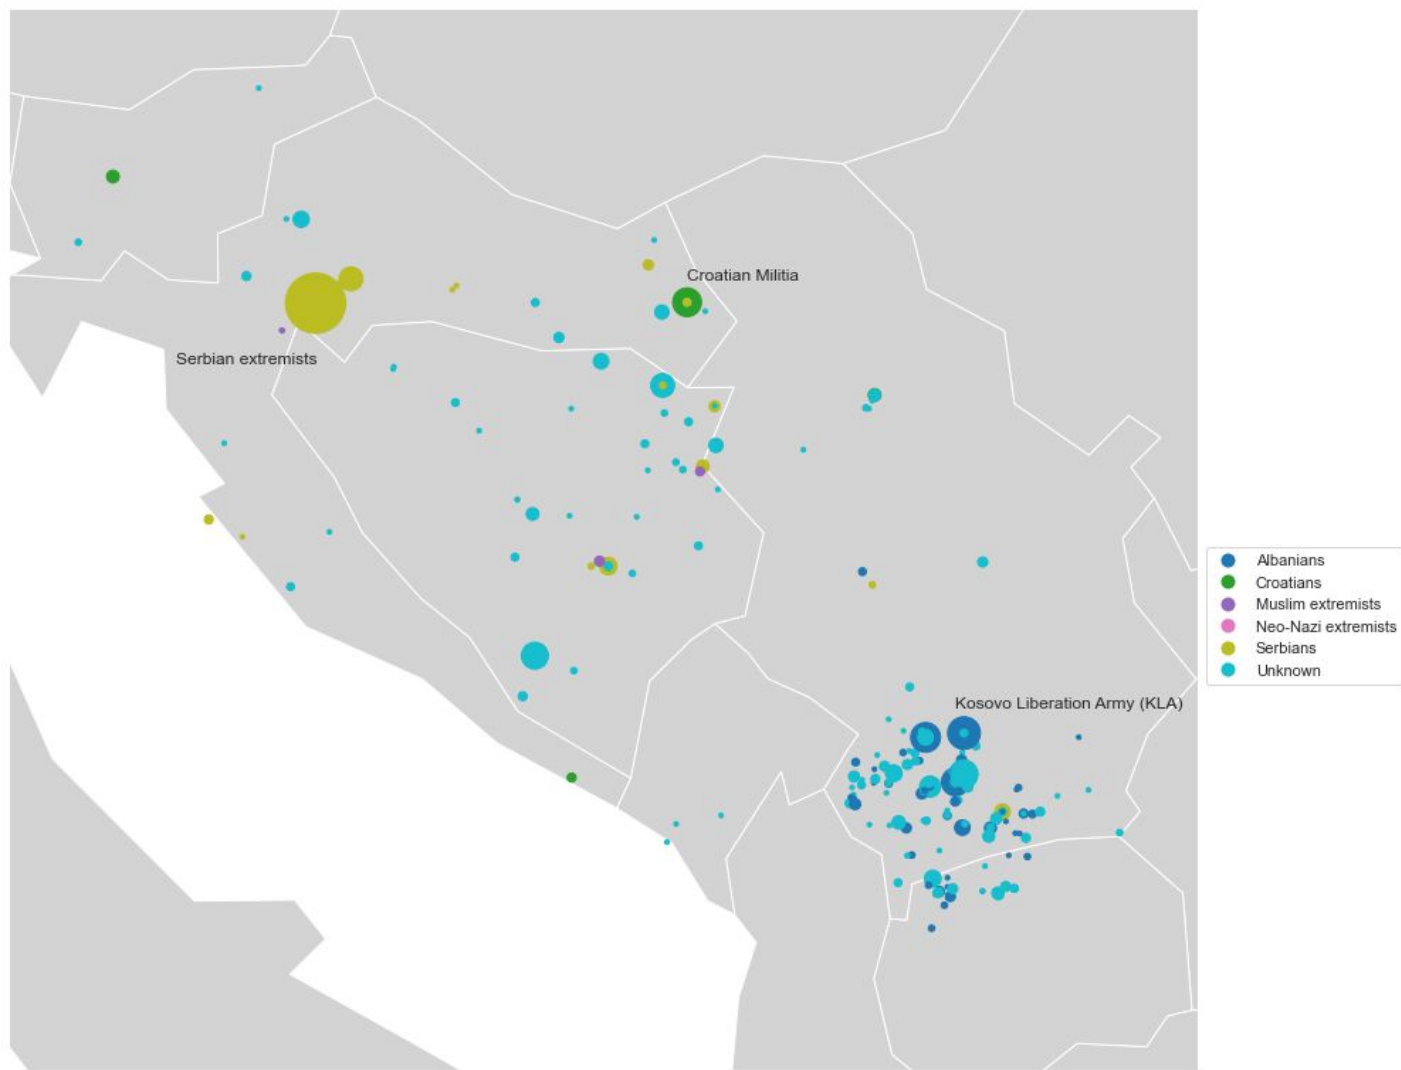 Croatian Militia
Serbian extremists
Albanians
Croatians
Muslim extremists
Neo-Nazi extremists
Serbians
Unknown
Kosovo Liberation Army (KLA)